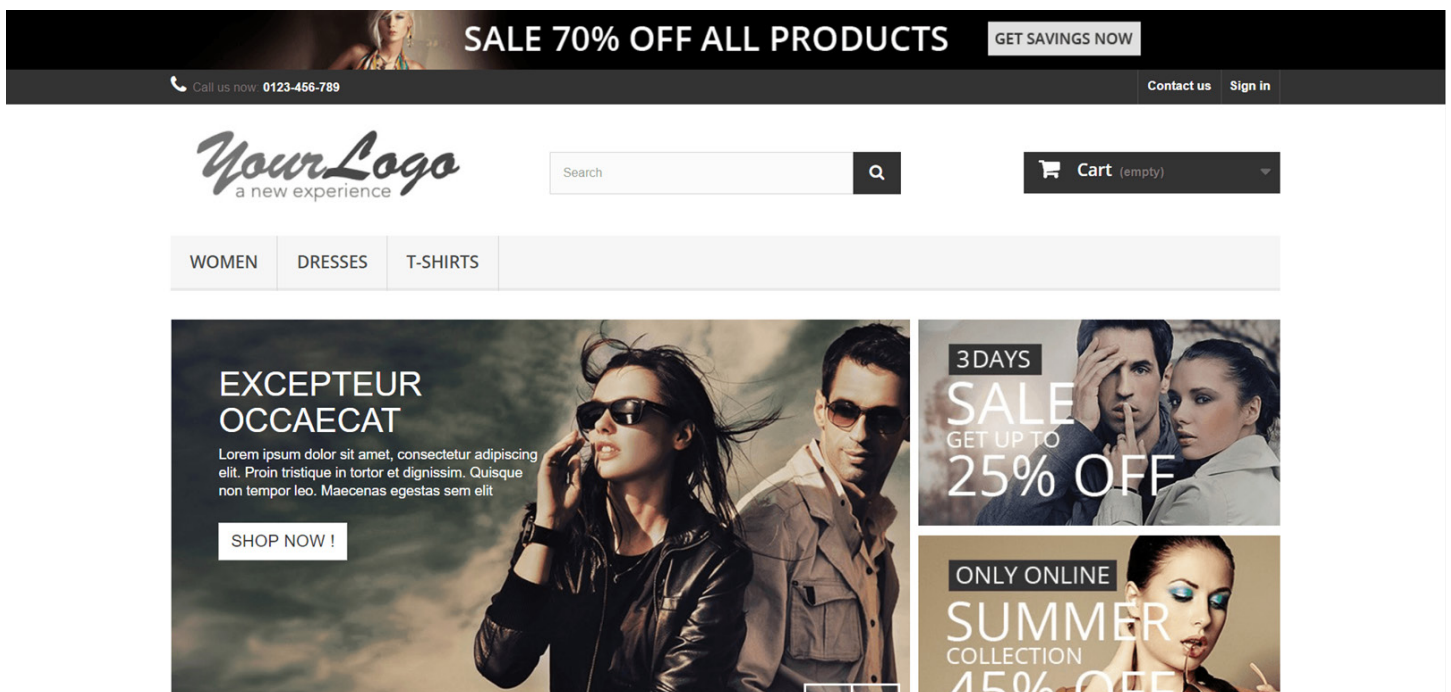 SALE 70% OFF ALL PRODUCTS GET SAVINGS NOW
Call us now: 0123-456-789 Contact us Sign in
YourLogo
a new experience
Search
Cart (empty)
WOMEN DRESSES T-SHIRTS
EXCEPTEUR
OCCAECAT
Lorem ipsum dolor sit amet, consectetur adipiscing
elit. Proin tristique in tortor et dignissim. Quisque
non tempor leo. Maecenas egestas sem elit
SHOP NOW !
3DAYS
SALE
GET UP TO
25% OFF
ONLY ONLINE
SUMMER
COLLECTION
45% OFF